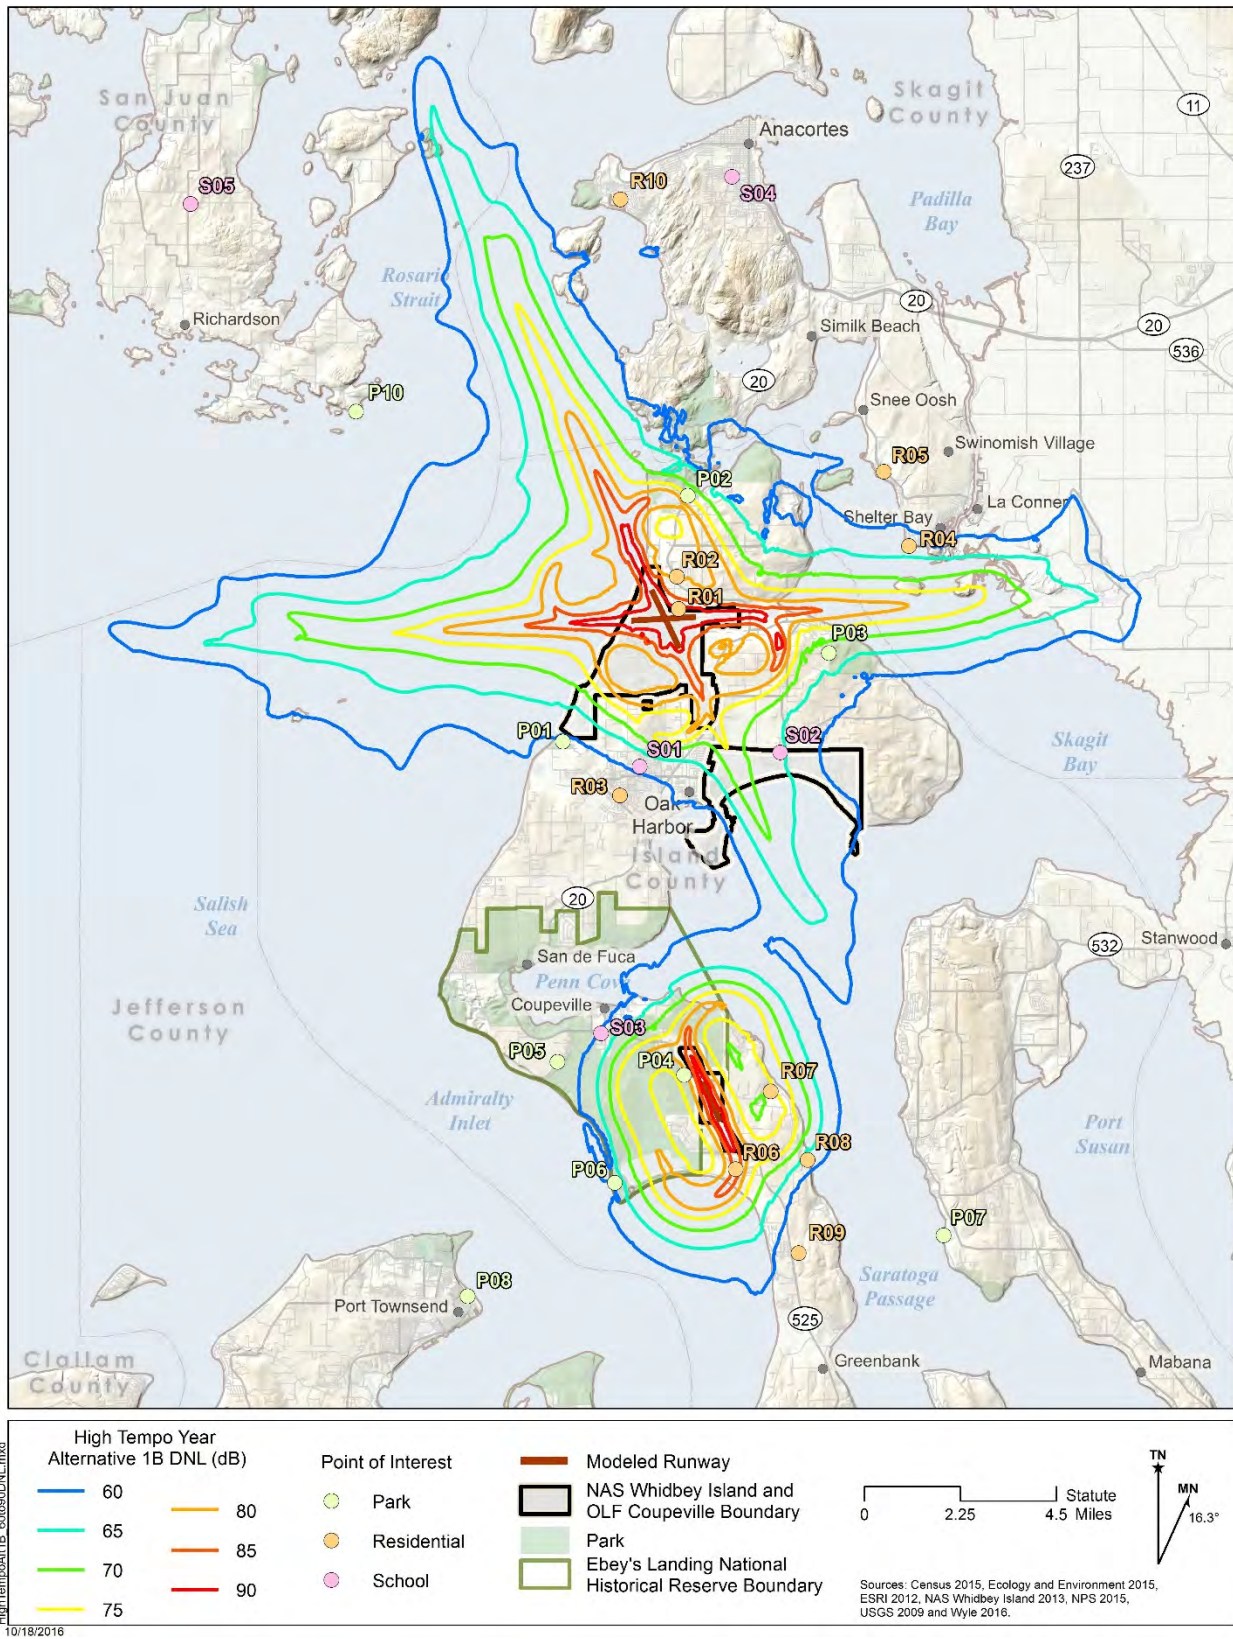 San Juan
County
Skagit
County
11
Anacortes
237
S05
R10
S04
Padilla
Bay
Rosario
Strait
Richardson
20
Similk Beach
20
536
20
P10
Snee Oosh
Swinomish Village
R05
P02
La Conner
Shelter Bay
R04
R02
R01
P03
P01
S01
S02
Skagit
Bay
R03
Oak
Harbor
Island
County
20
Salish
Sea
Stanwood
532
San de Fuca
Penn Cove
Jefferson
County
Coupeville
S03
P05
P04
R07
Admiralty
Inlet
Port
Susan
R08
R06
P06
P07
R09
Saratoga
Passage
P08
Port Townsend
525
Clallam
County
Greenbank
Mabana
High Tempo Year
Alternative 1B DNL (dB)
60
65
70
75
80
85
90
Point of Interest
Park
Residential
School
Modeled Runway
NAS Whidbey Island and
OLF Coupeville Boundary
Park
Ebey's Landing National
Historical Reserve Boundary
0 2.25 4.5
Statute
Miles
TN
MN
16.3°
Sources: Census 2015, Ecology and Environment 2015,
ESRI 2012, NAS Whidbey Island 2013, NPS 2015,
USGS 2009 and Wyle 2016.
10/18/2016